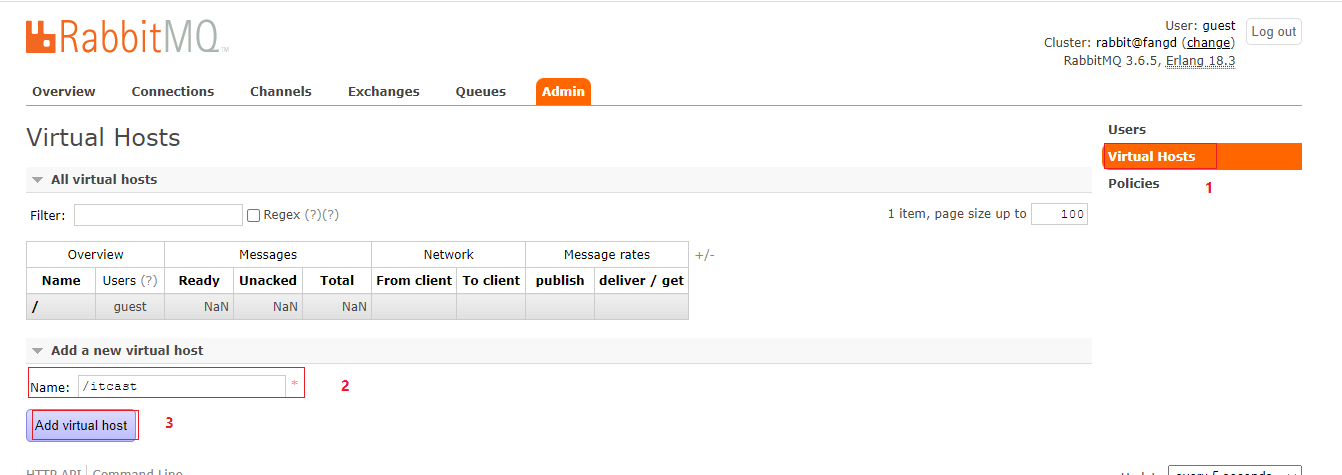 RabbitMQ™
User: guest
Log out
Cluster: rabbit@fangd (change)
RabbitMQ 3.6.5, Erlang 18.3
Overview Connections Channels Exchanges Queues Admin
Virtual Hosts
Users
Virtual Hosts
Policies
1
All virtual hosts
Filter: Regex (?)(?)
1 item, page size up to 100
Overview Messages Network Message rates +/-
Name Users (?) Ready Unacked Total From client To client publish deliver / get
/ guest NaN NaN NaN
Add a new virtual host
Name: /itcast * 2
Add virtual host 3
HTTP API Command Line
Update every 5 seconds